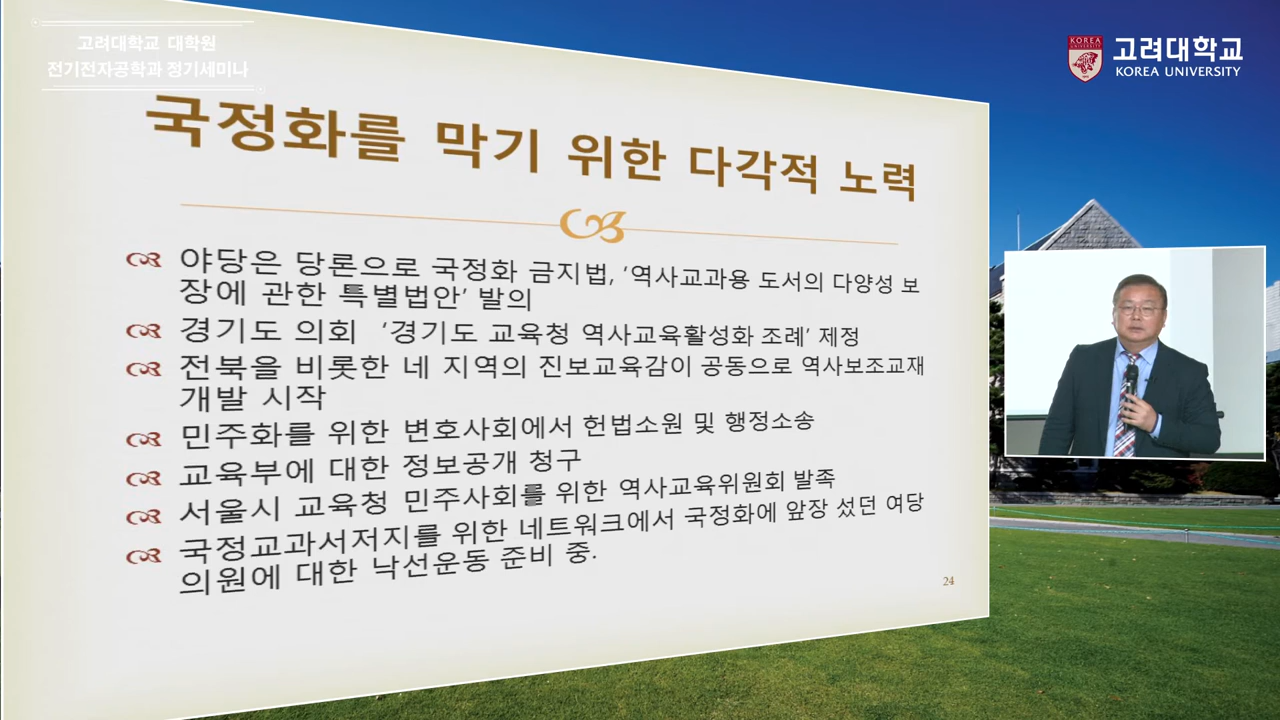 고려대학교 대학원
전기전자공학과 정기세미나
KOREA
고려대학교
KOREA UNIVERSITY
국정화를 막기 위한 다각적 노력
야당은 당론으로 국정화 금지법, '역사교과용 도서의 다양성 보
장에 관한 특별법안' 발의
경기도 의회 '경기도 교육청 역사교육활성화 조례' 제정
전북을 비롯한 네 지역의 진보교육감이 공동으로 역사보조교재
개발 시작
민주화를 위한 변호사회에서 헌법소원 및 행정소송
교육부에 대한 정보공개 청구
서울시 교육청 민주사회를 위한 역사교육위원회 발족
국정교과서저지를 위한 네트워크에서 국정화에 앞장 섰던 여당
의원에 대한 낙선운동 준비 중.
24